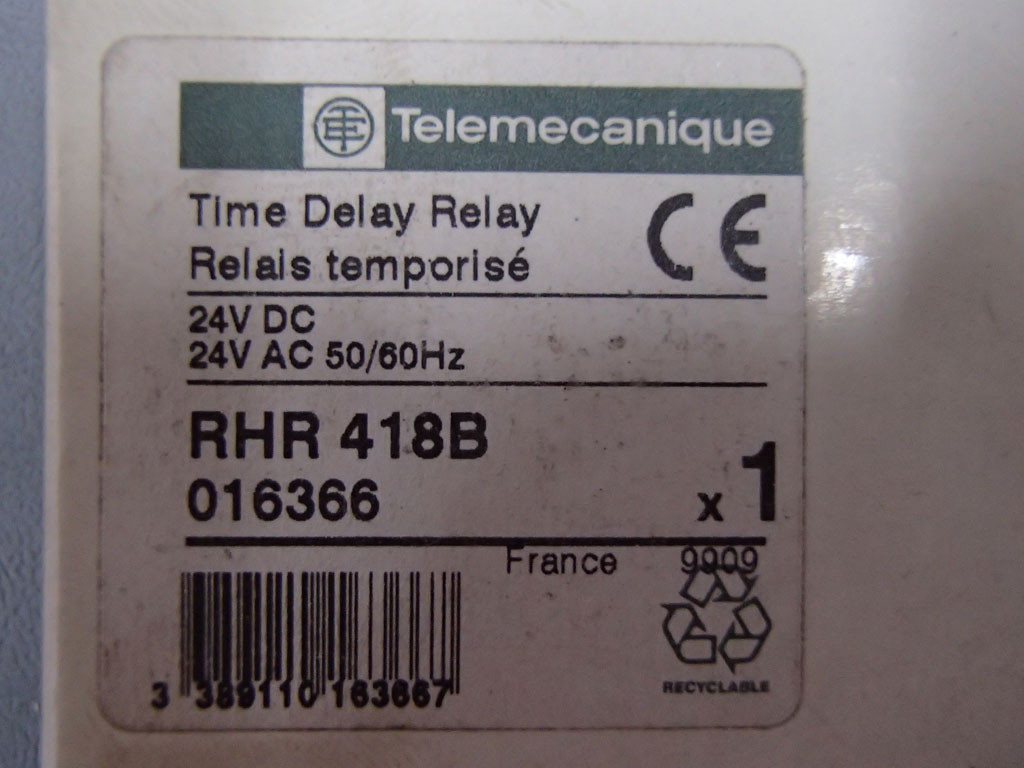 Telemecanique
Time Delay Relay
Relais temporisé
CE
24V DC
24V AC 50/60Hz
RHR 418B
016366
x 1
France 9909
3 389110 163667
RECYCLABLE